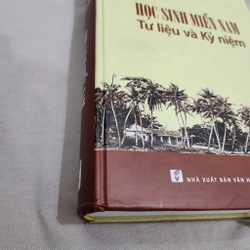 HỌC SINH MIỀN NAM
Tư liệu và Kỷ niệm
NHÀ XUẤT BẢN VĂN